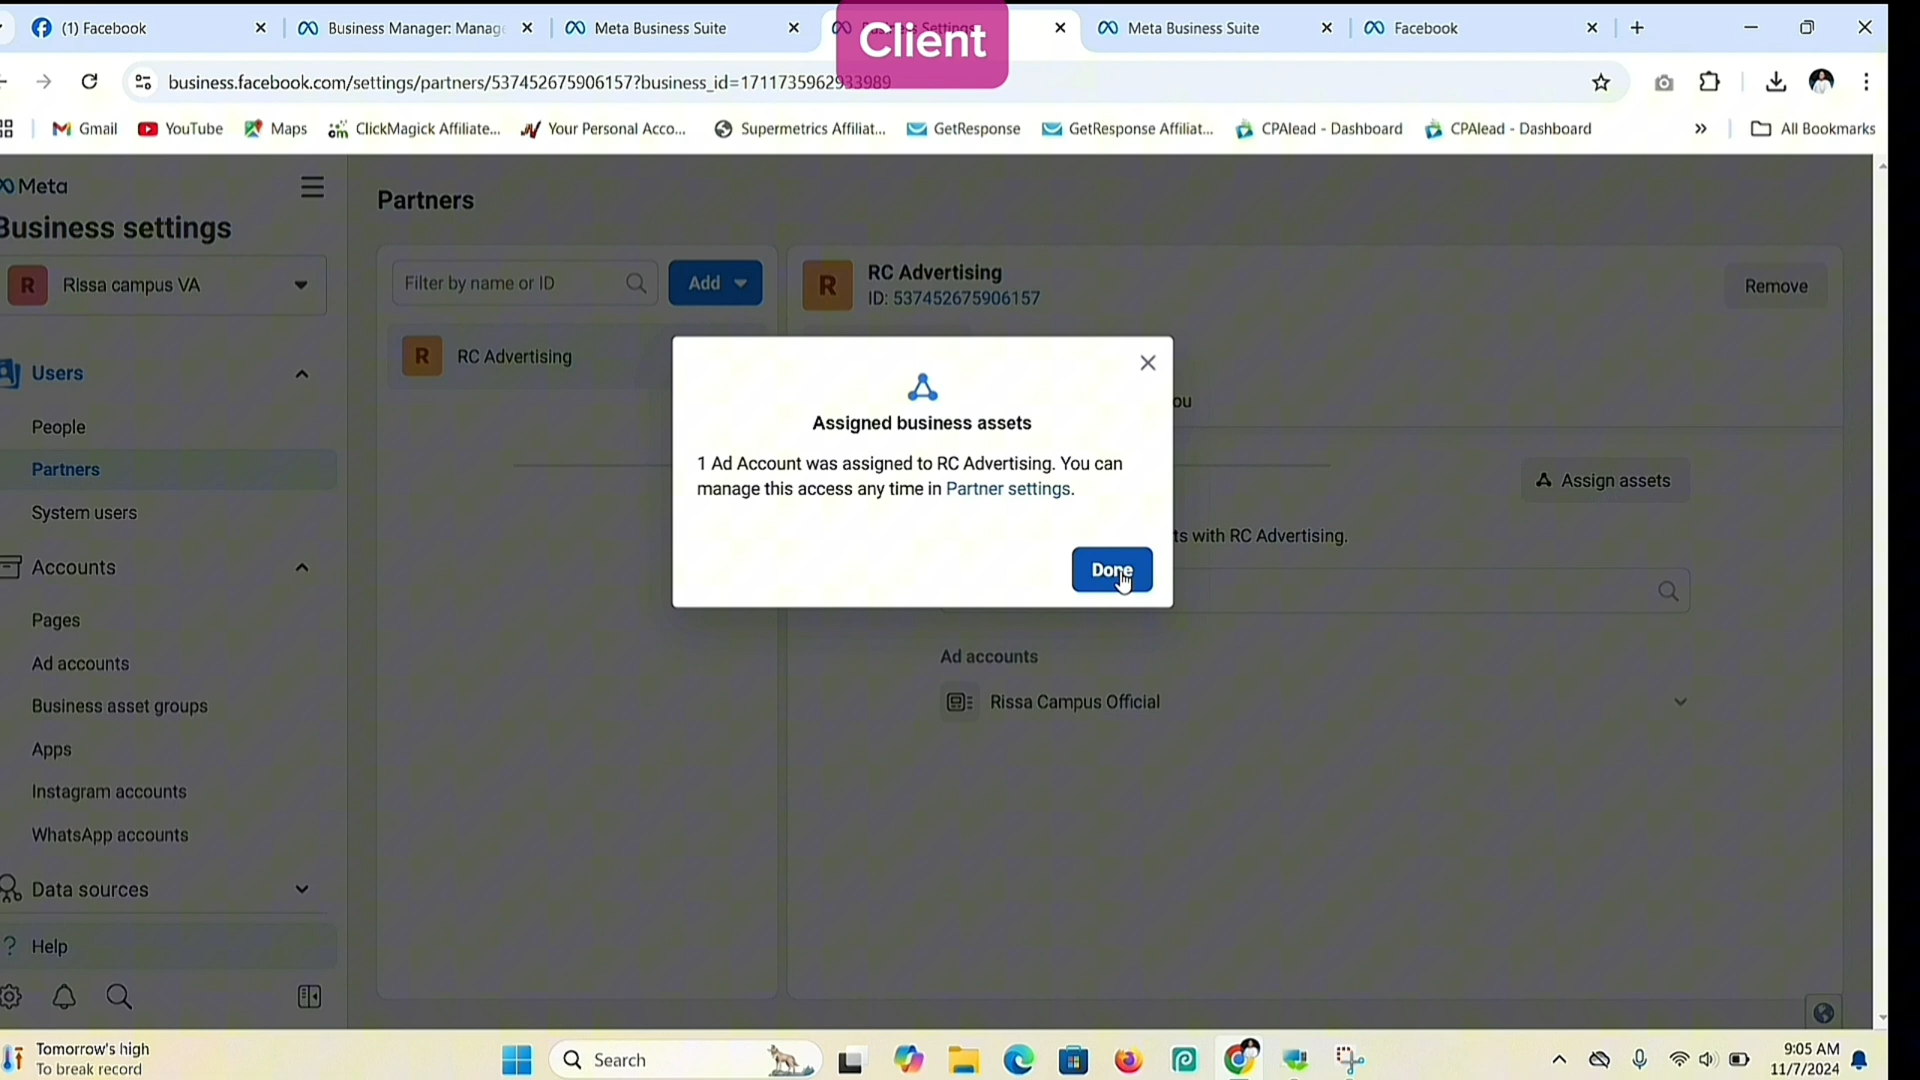 (1) Facebook
Business Manager: Manag
Meta Business Suite
Client
Meta Business Suite
Facebook
business.facebook.com/settings/partners/537452675906157?business_id=1711735962933989
Gmail
YouTube
Maps
ClickMagick Affiliate...
Your Personal Acco...
Supermetrics Affiliat...
GetResponse
GetResponse Affiliat...
CPAlead - Dashboard
CPAlead - Dashboard
All Bookmarks
Meta
Business settings
R
Rissa campus VA
Users
People
Partners
System users
Accounts
Pages
Ad accounts
Business asset groups
Apps
Instagram accounts
WhatsApp accounts
Data sources
Help
Partners
Filter by name or ID
Add
R
RC Advertising
R
RC Advertising
ID: 537452675906157
Remove
ou
Assign assets
ts with RC Advertising.
Ad accounts
Rissa Campus Official
Assigned business assets
1 Ad Account was assigned to RC Advertising. You can
manage this access any time in Partner settings.
Done
Tomorrow's high
To break record
Search
9:05 AM
11/7/2024